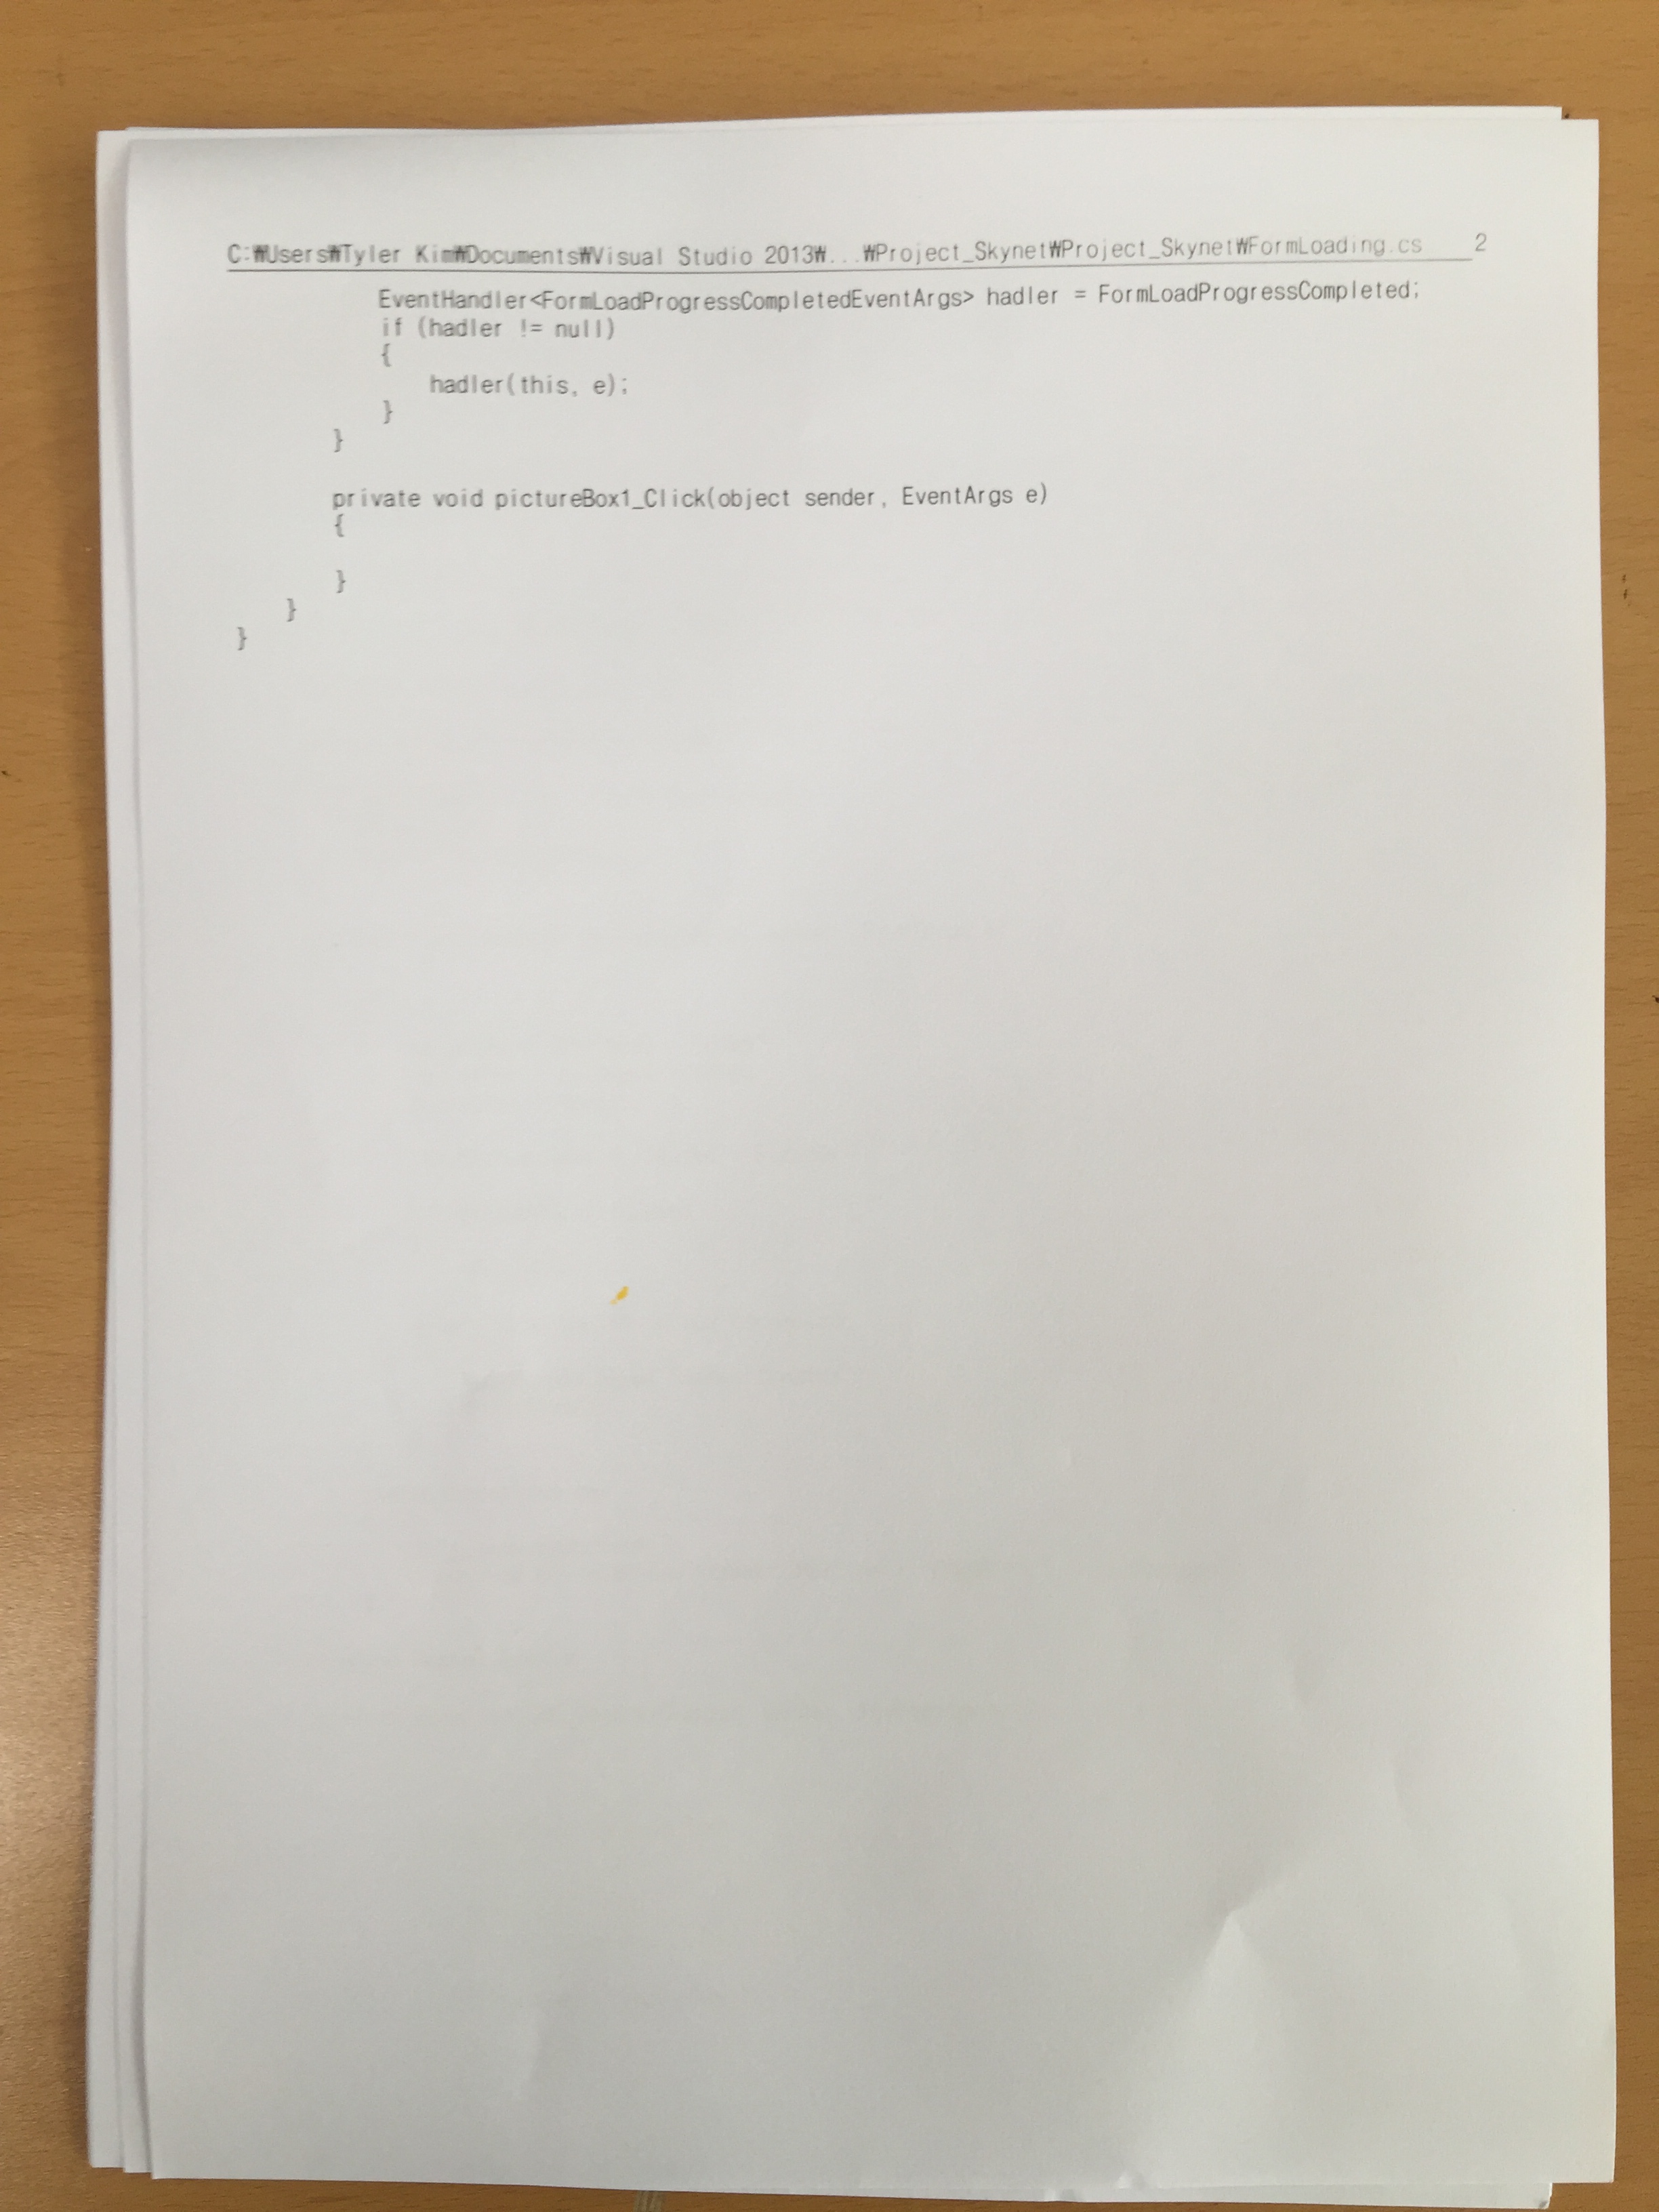 C:₩Users₩Tyler Kim₩Documents₩Visual Studio 2013₩...₩Project_Skynet₩Project_Skynet₩FormLoading.cs 2
EventHandler<FormLoadProgressCompletedEventArgs> hadler = FormLoadProgressCompleted;
if (hadler != null)
{
hadler(this, e);
}
}
private void pictureBox1_Click(object sender, EventArgs e)
{
}
}
}